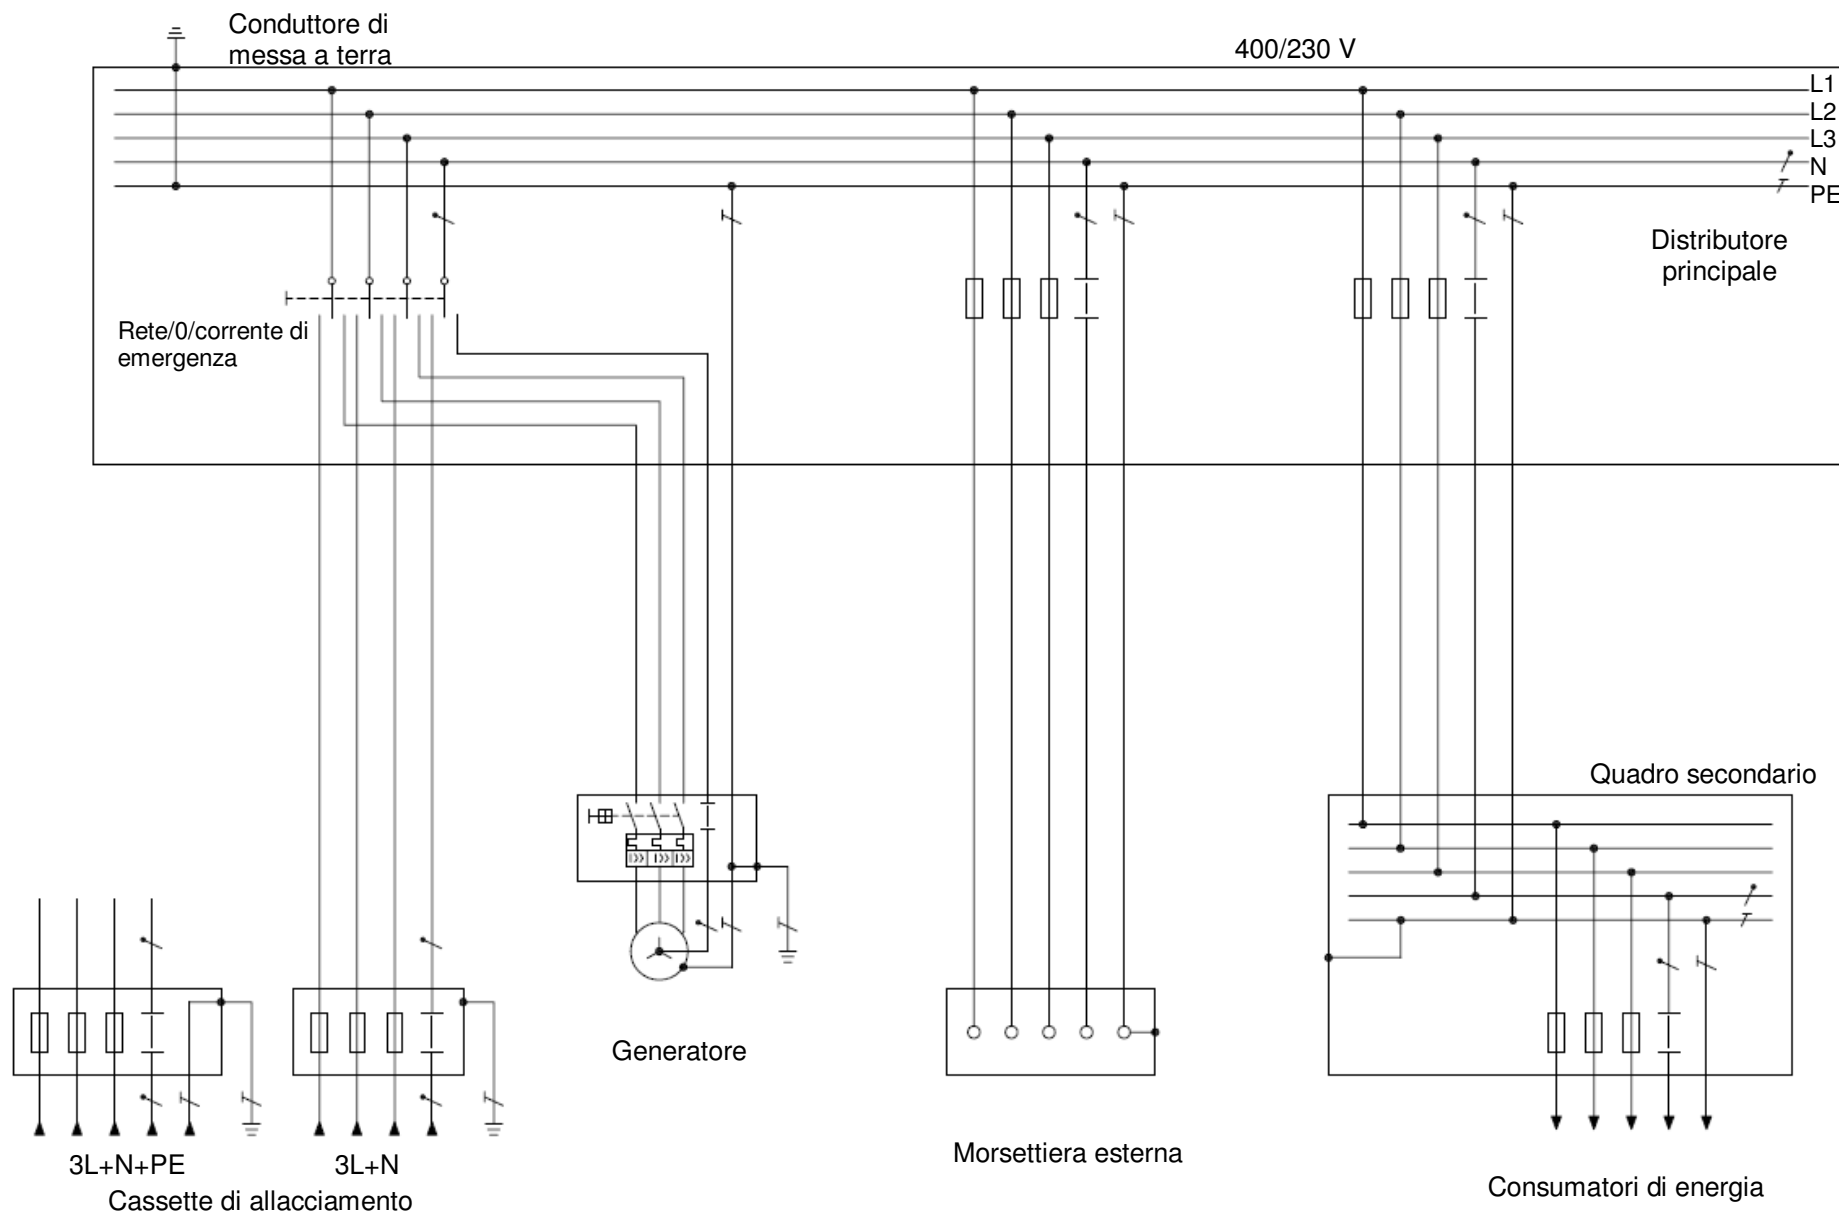 Conduttore di
messa a terra
400/230 V
L1
L2
L3
N
PE
Distributore
principale
Rete/0/corrente di
emergenza
Quadro secondario
Generatore
Morsettiera esterna
3L+N+PE
3L+N
Cassette di allacciamento
Consumatori di energia